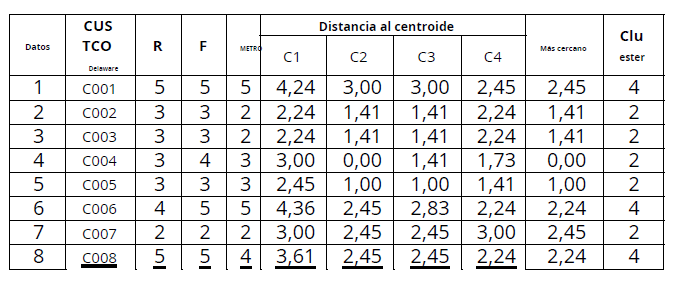 Datos CUS TCO Delaware R F METRO Distancia al centroide Más cercano Clu ester
C1 C2 C3 C4
1 C001 5 5 5 4,24 3,00 3,00 2,45 2,45 4
2 C002 3 3 2 2,24 1,41 1,41 2,24 1,41 2
3 C003 3 3 2 2,24 1,41 1,41 2,24 1,41 2
4 C004 3 4 3 3,00 0,00 1,41 1,73 0,00 2
5 C005 3 3 3 2,45 1,00 1,00 1,41 1,00 2
6 C006 4 5 5 4,36 2,45 2,83 2,24 2,24 4
7 C007 2 2 2 3,00 2,45 2,45 3,00 2,45 2
8 C008 5 5 4 3,61 2,45 2,45 2,24 2,24 4